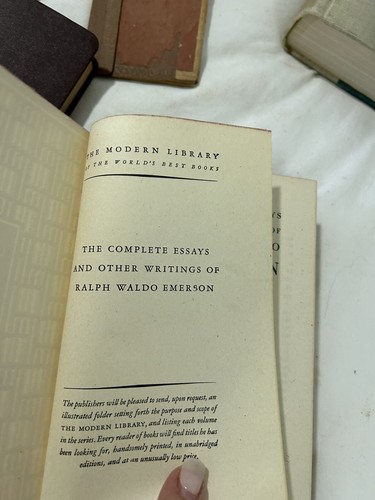 THE MODERN LIBRARY
OF THE WORLD'S BEST BOOKS
THE COMPLETE ESSAYS
AND OTHER WRITINGS OF
RALPH WALDO EMERSON
The publishers will be pleased to send, upon request, an
illustrated folder setting forth the purpose and scope of
THE MODERN LIBRARY, and listing each volume
in the series. Every reader of books will find titles he has
been looking for, handsomely printed, in unabridged
editions, and at an unusually low price.
YS
OF
O
N